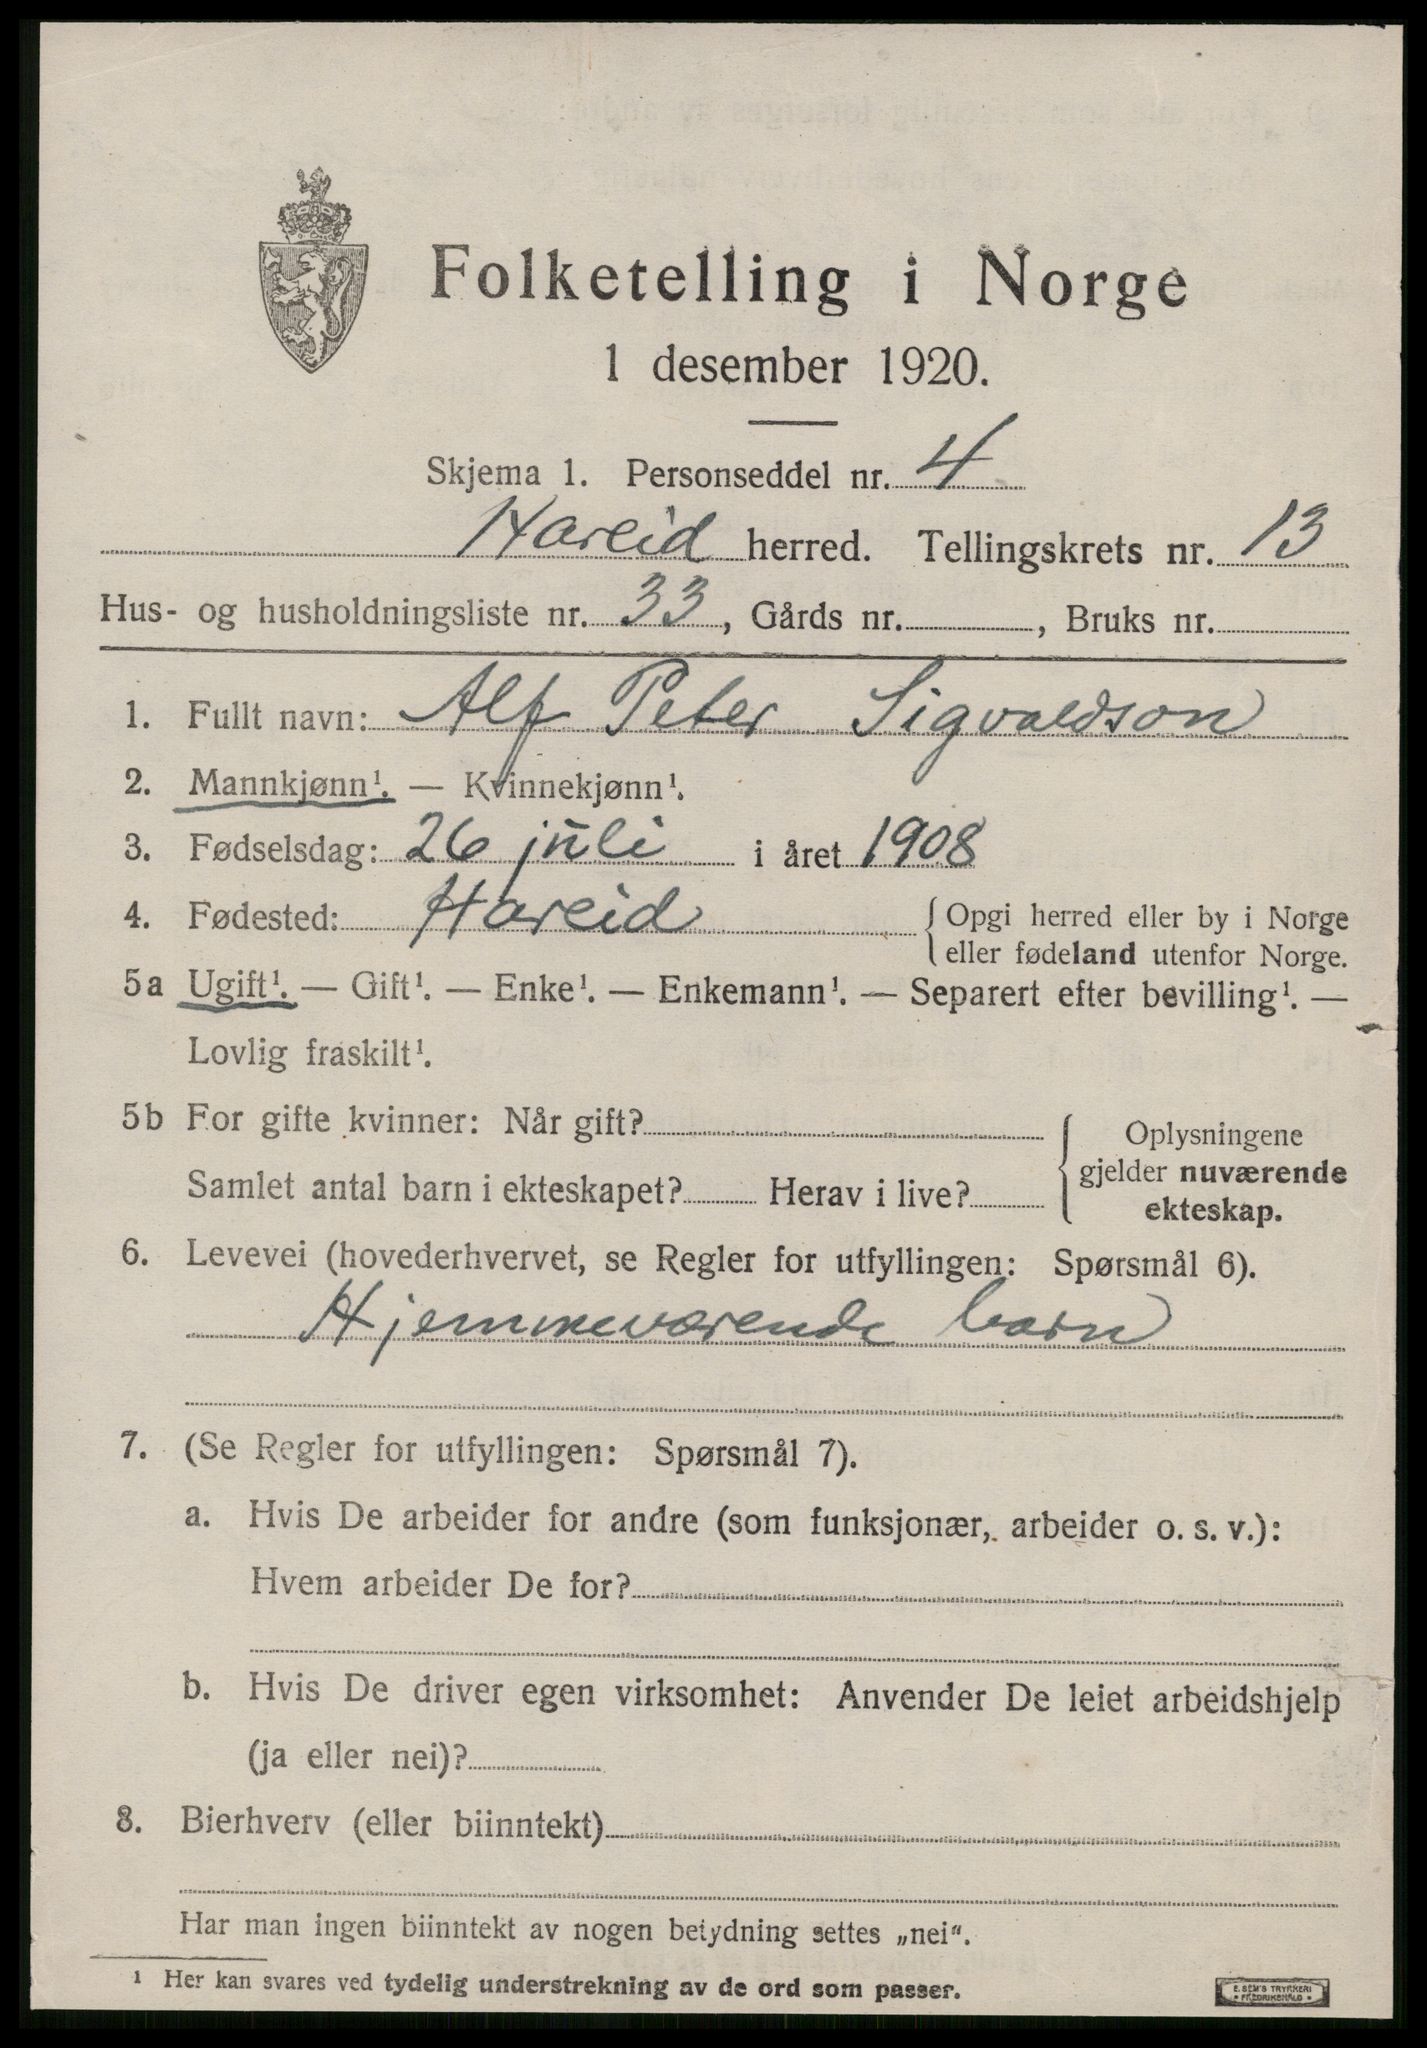 Folketelling i Norge
1 desember 1920.
Skjema 1. Personseddel nr. 4
Hareid herred. Tellingskrets nr. 13
Hus- og husholdningsliste nr. 33, Gårds nr. , Bruks nr.
1. Fullt navn: Alf Peter Sigvaldson
2. Mannkjønn¹. — Kvinnekjønn¹.
3. Fødselsdag: 26 juli i året 1908
4. Fødested: Hareid { Opgi herred eller by i Norge
eller fødeland utenfor Norge.
5a Ugift¹. — Gift¹. — Enke¹. — Enkemann¹. — Separert efter bevilling¹. —
Lovlig fraskilt¹.
5b For gifte kvinner: Når gift?
Samlet antal barn i ekteskapet? Herav i live?
{ Oplysningene
gjelder nuværende
ekteskap.
6. Levevei (hovederhvervet, se Regler for utfyllingen: Spørsmål 6).
Hjemmeværende barn
7. (Se Regler for utfyllingen: Spørsmål 7).
a. Hvis De arbeider for andre (som funksjonær, arbeider o. s. v.):
Hvem arbeider De for?
b. Hvis De driver egen virksomhet: Anvender De leiet arbeidshjelp
(ja eller nei)?
8. Bierhverv (eller biinntekt)
Har man ingen biinntekt av nogen betydning settes „nei".
¹ Her kan svares ved tydelig understrekning av de ord som passer.
E. SEM'S TRYKKERI
FREDRIKSHALD